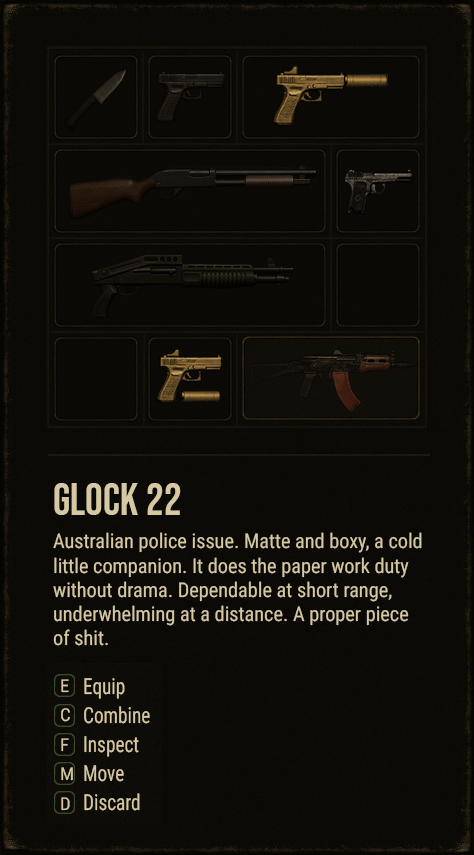 GLOCK 22
Australian police issue. Matte and boxy, a cold
little companion. It does the paper work duty
without drama. Dependable at short range,
underwhelming at a distance. A proper piece
of shit.
E Equip
C Combine
F Inspect
M Move
D Discard